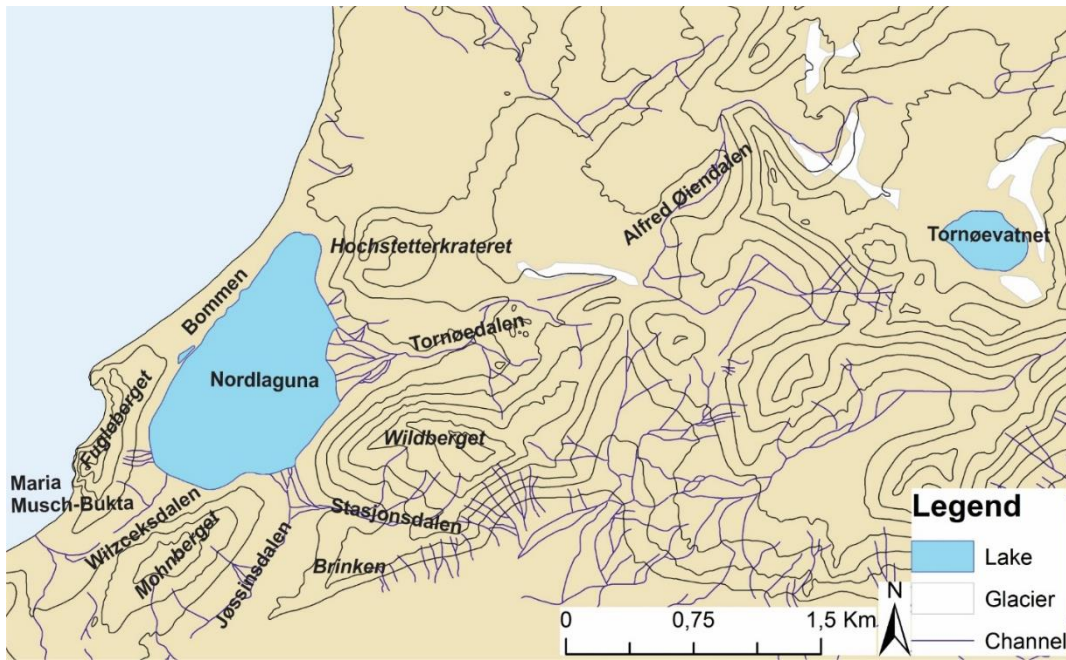 Alfred Øiendalen
Tornøevatnet
Hochstetterkrateret
Bommen
Tornøedalen
Nordlaguna
Fugleberget
Wildberget
Maria
Musch-Bukta
Wilzceksdalen
Stasjonsdalen
Møhnberget
Jøssinsdalen
Brinken
Legend
Lake
Glacier
Channel
N
0 0,75 1,5 Km